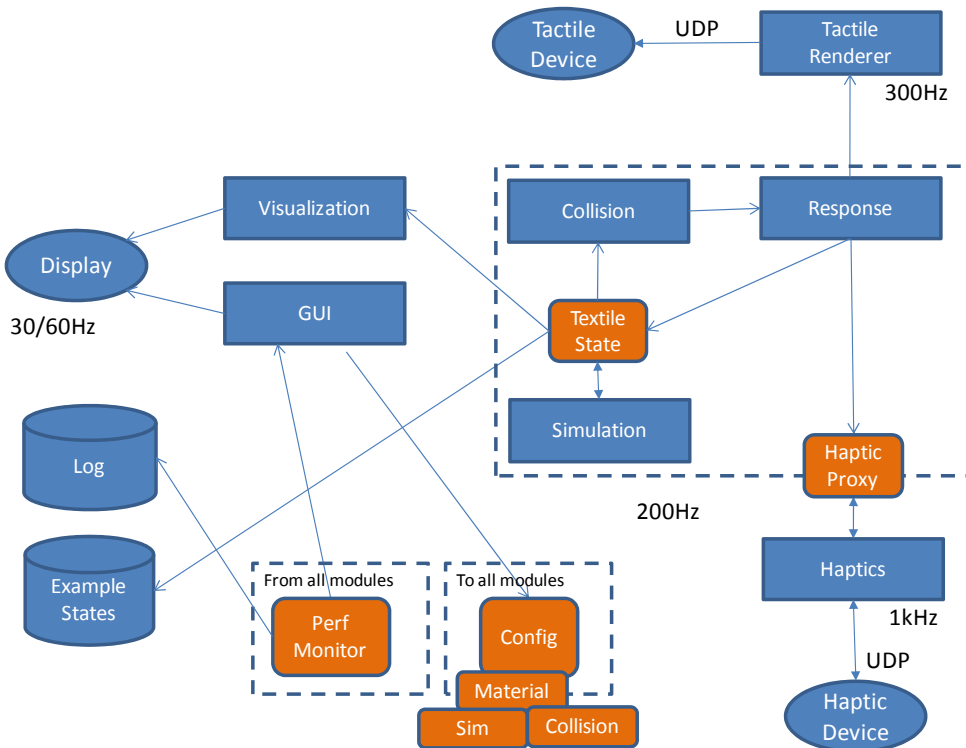 Tactile
Device
UDP
Tactile
Renderer
300Hz
Visualization
Collision
Response
Display
30/60Hz
GUI
Textile
State
Simulation
Log
Haptic
Proxy
200Hz
Example
States
From all modules
To all modules
Perf
Monitor
Config
Haptics
1kHz
Material
Sim
Collision
UDP
Haptic
Device